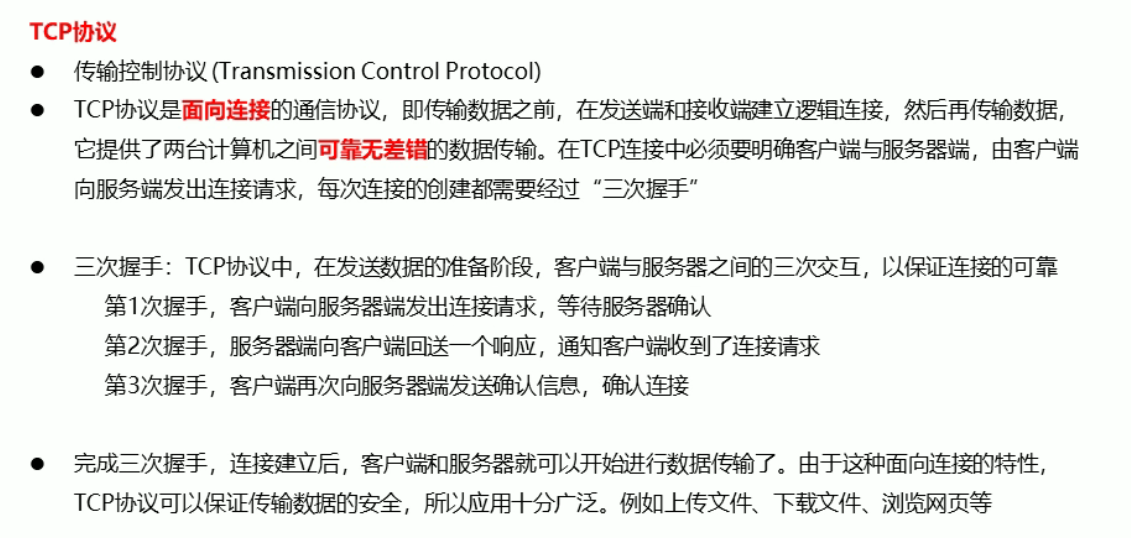 TCP协议
● 传输控制协议 (Transmission Control Protocol)
● TCP协议是面向连接的通信协议，即传输数据之前，在发送端和接收端建立逻辑连接，然后再传输数据，
它提供了两台计算机之间可靠无差错的数据传输。在TCP连接中必须要明确客户端与服务器端，由客户端
向服务端发出连接请求，每次连接的创建都需要经过“三次握手”
● 三次握手：TCP协议中，在发送数据的准备阶段，客户端与服务器之间的三次交互，以保证连接的可靠
第1次握手，客户端向服务器端发出连接请求，等待服务器确认
第2次握手，服务器端向客户端回送一个响应，通知客户端收到了连接请求
第3次握手，客户端再次向服务器端发送确认信息，确认连接
● 完成三次握手，连接建立后，客户端和服务器就可以开始进行数据传输了。由于这种面向连接的特性，
TCP协议可以保证传输数据的安全，所以应用十分广泛。例如上传文件、下载文件、浏览网页等